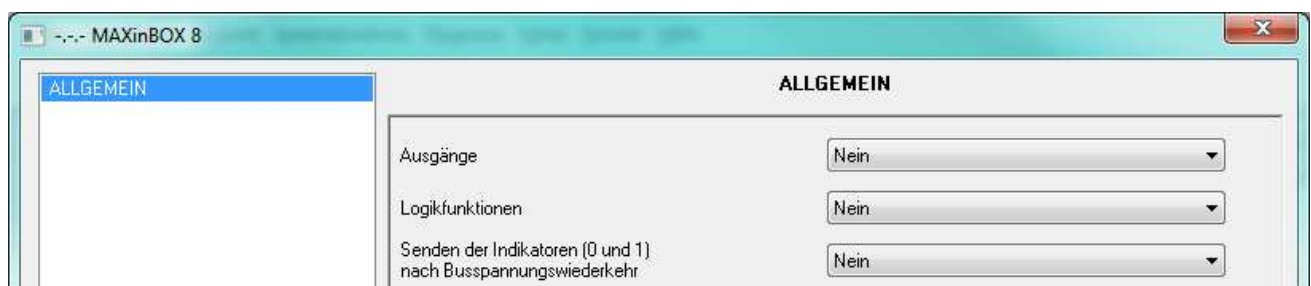 -.-.- MAXinBOX 8
ALLGEMEIN
ALLGEMEIN
Ausgänge
Nein
Logikfunktionen
Nein
Senden der Indikatoren (0 und 1)
nach Busspannungswiederkehr
Nein